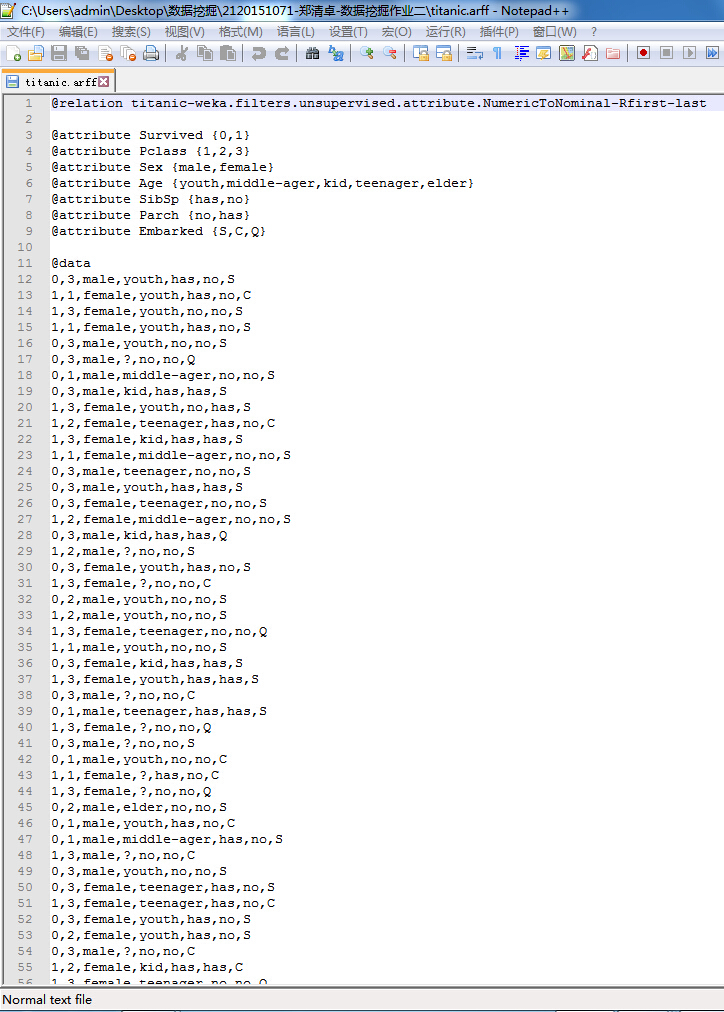 C:\Users\admin\Desktop\数据挖掘\2120151071-郑清卓-数据挖掘作业二\titanic.arff - Notepad++
文件(F) 编辑(E) 搜索(S) 视图(V) 格式(M) 语言(L) 设置(T) 宏(O) 运行(R) 插件(P) 窗口(W) ?
titanic.arff
1 @relation titanic-weka.filters.unsupervised.attribute.NumericToNominal-Rfirst-last
2
3 @attribute Survived {0,1}
4 @attribute Pclass {1,2,3}
5 @attribute Sex {male,female}
6 @attribute Age {youth,middle-ager,kid,teenager,elder}
7 @attribute SibSp {has,no}
8 @attribute Parch {no,has}
9 @attribute Embarked {S,C,Q}
10
11 @data
12 0,3,male,youth,has,no,S
13 1,1,female,youth,has,no,C
14 1,3,female,youth,no,no,S
15 1,1,female,youth,has,no,S
16 0,3,male,youth,no,no,S
17 0,3,male,?,no,no,Q
18 0,1,male,middle-ager,no,no,S
19 0,3,male,kid,has,has,S
20 1,3,female,youth,no,has,S
21 1,2,female,teenager,has,no,C
22 1,3,female,kid,has,has,S
23 1,1,female,middle-ager,no,no,S
24 0,3,male,teenager,no,no,S
25 0,3,male,youth,has,has,S
26 0,3,female,teenager,no,no,S
27 1,2,female,middle-ager,no,no,S
28 0,3,male,kid,has,has,Q
29 1,2,male,?,no,no,S
30 0,3,female,youth,has,no,S
31 1,3,female,?,no,no,C
32 0,2,male,youth,no,no,S
33 1,2,male,youth,no,no,S
34 1,3,female,teenager,no,no,Q
35 1,1,male,youth,no,no,S
36 0,3,female,kid,has,has,S
37 1,3,female,youth,has,has,S
38 0,3,male,?,no,no,C
39 0,1,male,teenager,has,has,S
40 1,3,female,?,no,no,Q
41 0,3,male,?,no,no,S
42 0,1,male,youth,no,no,C
43 1,1,female,?,has,no,C
44 1,3,female,?,no,no,Q
45 0,2,male,elder,no,no,S
46 0,1,male,youth,has,no,C
47 0,1,male,middle-ager,has,no,S
48 1,3,male,?,no,no,C
49 0,3,male,youth,no,no,S
50 0,3,female,teenager,has,no,S
51 1,3,female,teenager,has,no,C
52 0,3,female,youth,has,no,S
53 0,2,female,youth,has,no,S
54 0,3,male,?,no,no,C
55 1,2,female,kid,has,has,C
56 1,3,female,teenager,no,no,Q
Normal text file